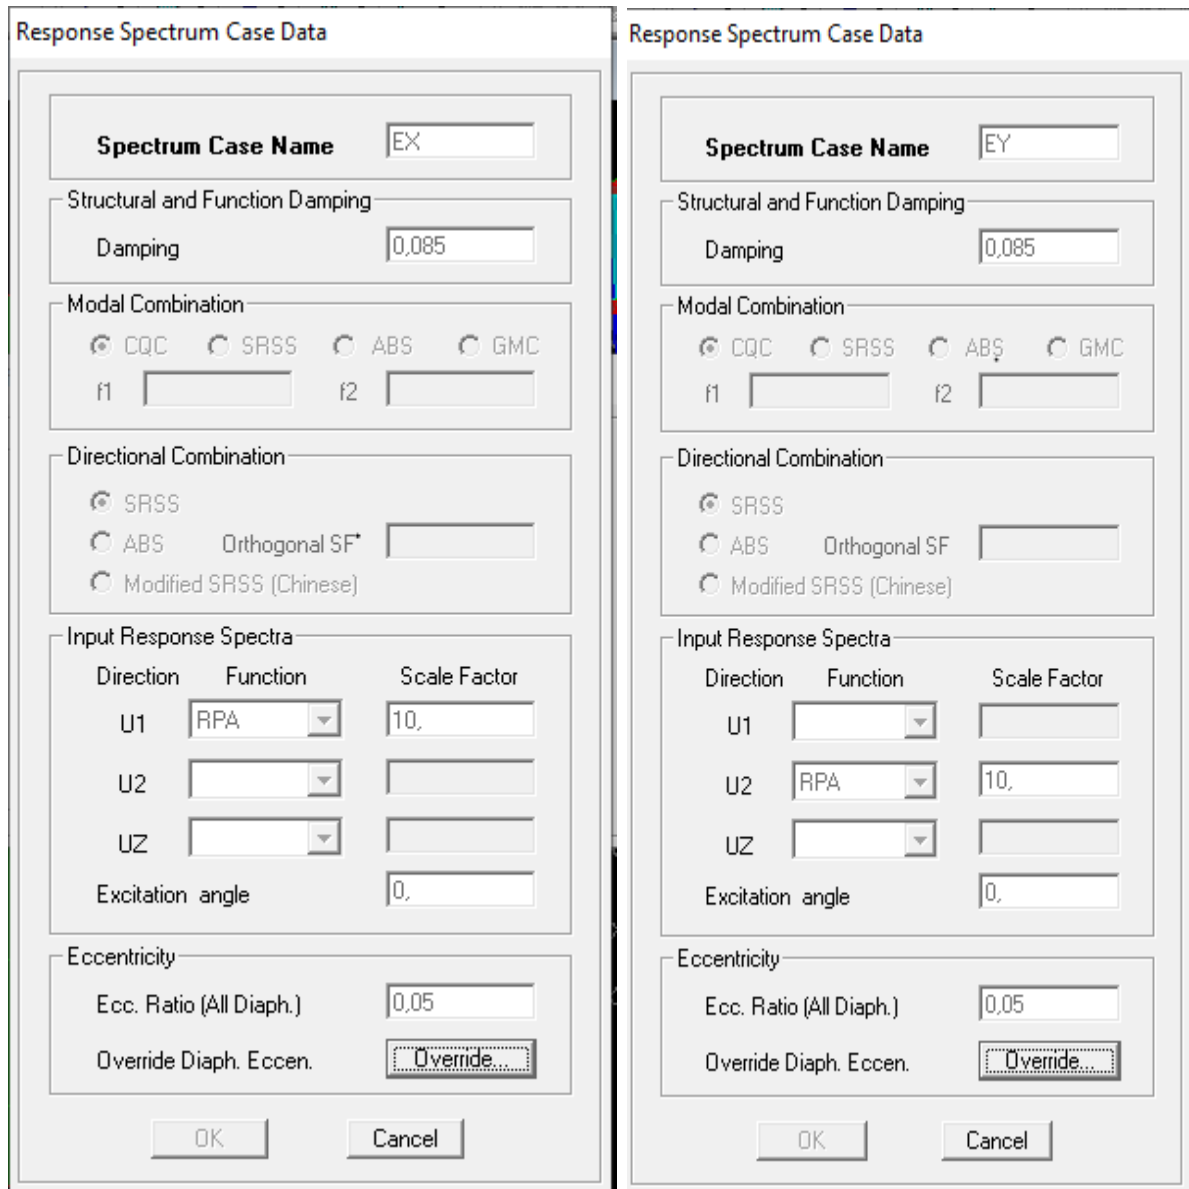 Response Spectrum Case Data
Spectrum Case Name EX
Structural and Function Damping
Damping 0,085
Modal Combination
CQC SRSS ABS GMC
f1 f2
Directional Combination
SRSS
ABS Orthogonal SF
Modified SRSS (Chinese)
Input Response Spectra
Direction Function Scale Factor
U1 RPA 10,
U2
UZ
Excitation angle 0,
Eccentricity
Ecc. Ratio (All Diaph.) 0,05
Override Diaph. Eccen. Override...
OK Cancel
Response Spectrum Case Data
Spectrum Case Name EY
Structural and Function Damping
Damping 0,085
Modal Combination
CQC SRSS ABS GMC
f1 f2
Directional Combination
SRSS
ABS Orthogonal SF
Modified SRSS (Chinese)
Input Response Spectra
Direction Function Scale Factor
U1
U2 RPA 10,
UZ
Excitation angle 0,
Eccentricity
Ecc. Ratio (All Diaph.) 0,05
Override Diaph. Eccen. Override...
OK Cancel